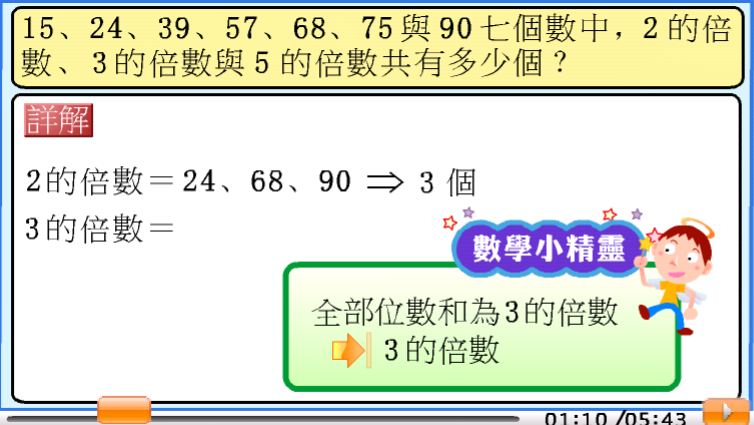 15、24、39、57、68、75與90七個數中，2的倍
數、3的倍數與5的倍數共有多少個？
詳解
2的倍數＝24、68、90 ⇒ 3個
3的倍數＝
數學小精靈
全部位數和為3的倍數
3的倍數
01:10 /05:43